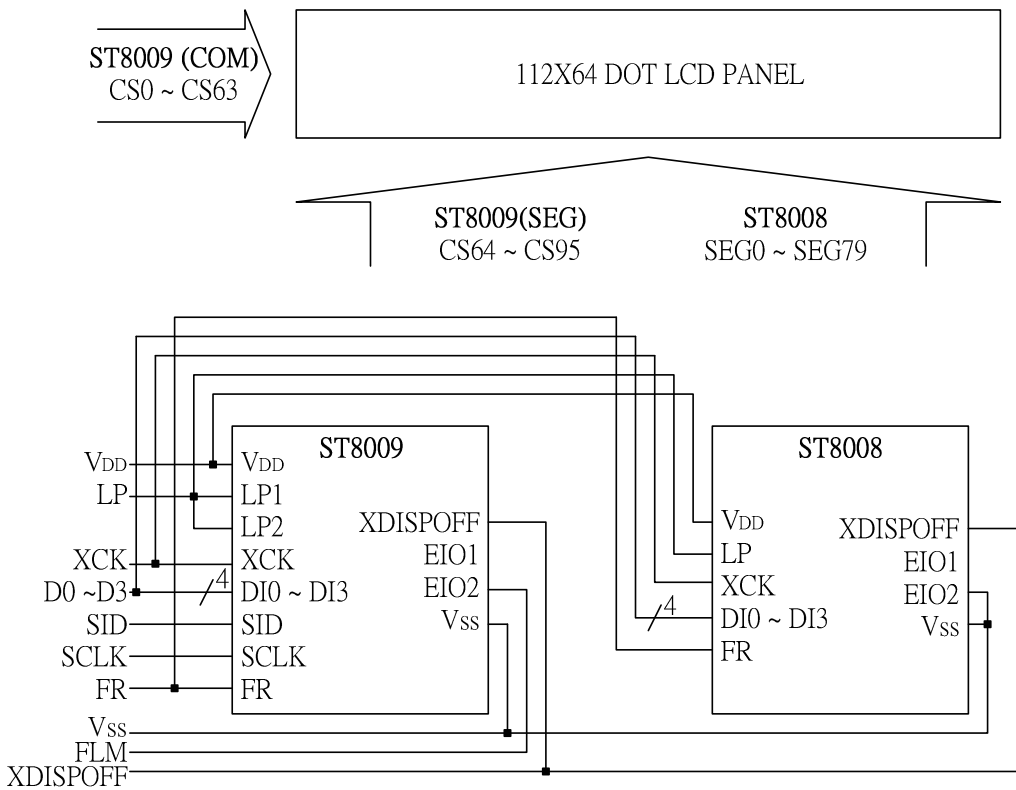 ST8009 (COM)
CS0 ~ CS63
112X64 DOT LCD PANEL
ST8009(SEG)
CS64 ~ CS95
ST8008
SEG0 ~ SEG79
ST8009
ST8008
VDD
LP
XCK
D0 ~D3
SID
SCLK
FR
VSS
FLM
XDISPOFF
VDD
LP1
LP2
XCK
4
DI0 ~ DI3
SID
SCLK
FR
XDISPOFF
EIO1
EIO2
VSS
VDD
LP
XCK
4
DI0 ~ DI3
FR
XDISPOFF
EIO1
EIO2
VSS